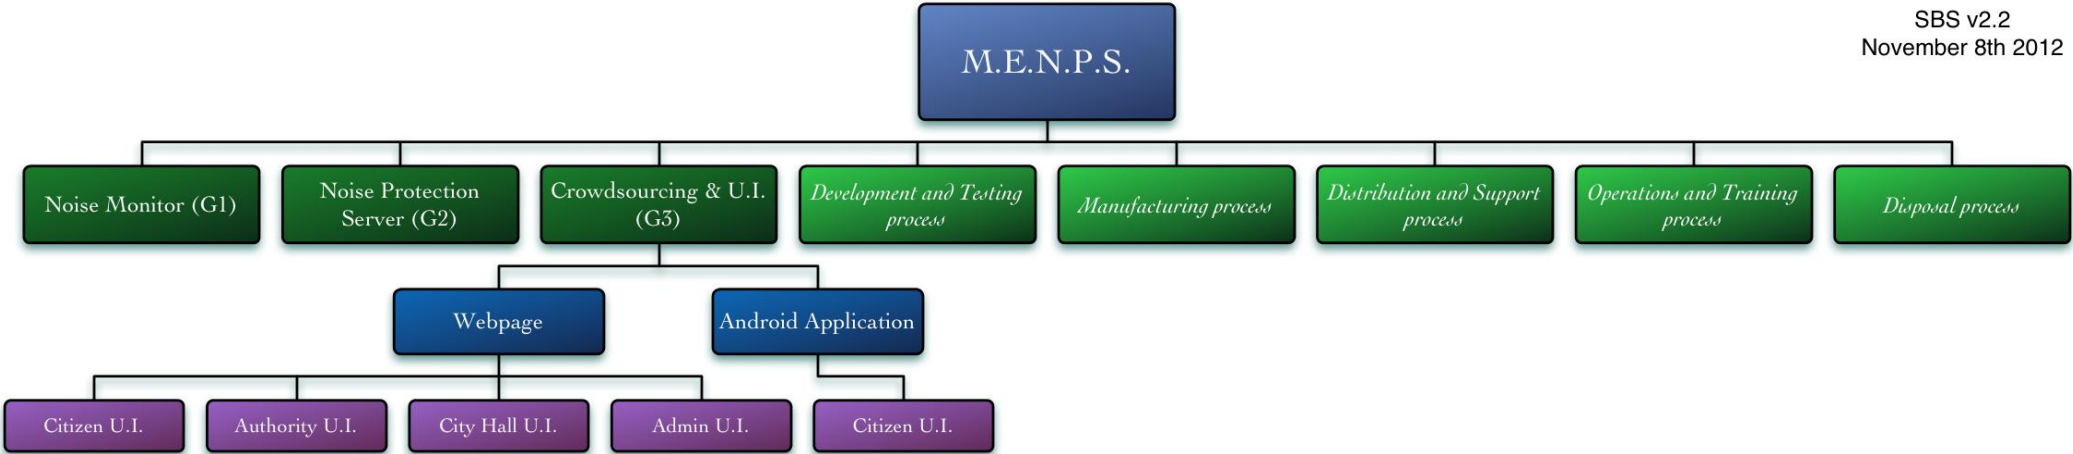 SBS v2.2
November 8th 2012
M.E.N.P.S.
Noise Monitor (G1)
Noise Protection
Server (G2)
Crowdsourcing & U.I.
(G3)
Development and Testing
process
Manufacturing process
Distribution and Support
process
Operations and Training
process
Disposal process
Webpage
Android Application
Citizen U.I.
Authority U.I.
City Hall U.I.
Admin U.I.
Citizen U.I.